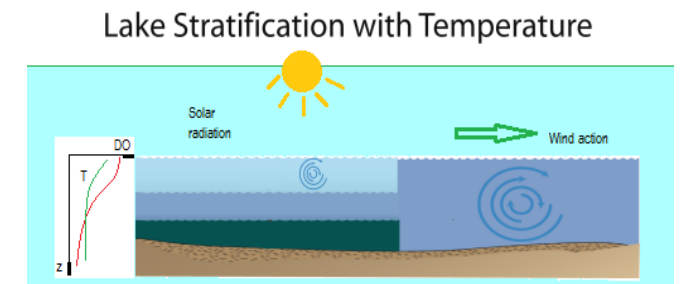 Lake Stratification with Temperature
Solar
radiation
Wind action
DO
T
z